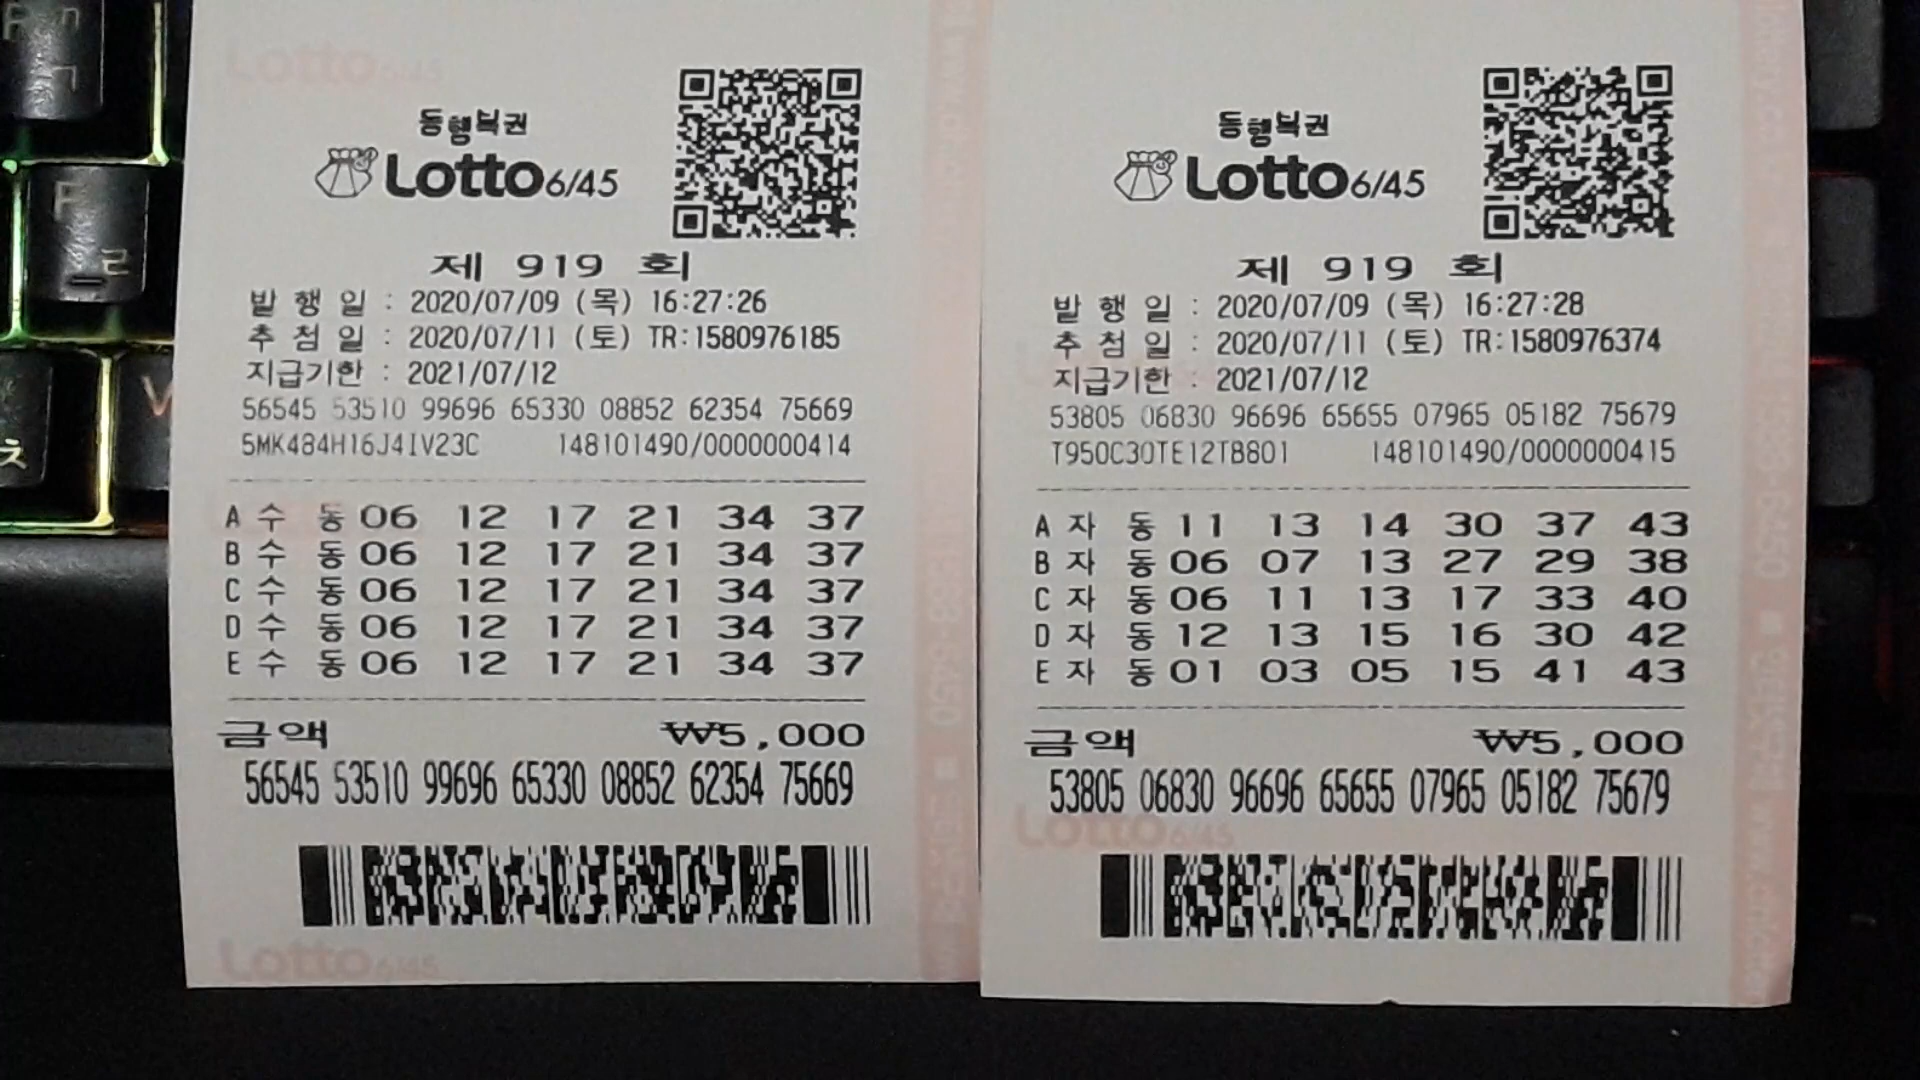 동행복권
Lotto6/45
제 919 회
발 행 일 : 2020/07/09 (목) 16:27:26
추 첨 일 : 2020/07/11 (토) TR:1580976185
지급기한 : 2021/07/12
56545 53510 99696 65330 08852 62354 75669
5MK484H16J4IV23C 148101490/0000000414
A 수 동 06 12 17 21 34 37
B 수 동 06 12 17 21 34 37
C 수 동 06 12 17 21 34 37
D 수 동 06 12 17 21 34 37
E 수 동 06 12 17 21 34 37
금액 ₩5,000
56545 53510 99696 65330 08852 62354 75669
Lotto6/45
동행복권
Lotto6/45
제 919 회
발 행 일 : 2020/07/09 (목) 16:27:28
추 첨 일 : 2020/07/11 (토) TR:1580976374
지급기한 : 2021/07/12
53805 06830 96696 65655 07965 05182 75679
T950C30TE12TB801 148101490/0000000415
A 자 동 11 13 14 30 37 43
B 자 동 06 07 13 27 29 38
C 자 동 06 11 13 17 33 40
D 자 동 12 13 15 16 30 42
E 자 동 01 03 05 15 41 43
금액 ₩5,000
53805 06830 96696 65655 07965 05182 75679
Lotto6/45